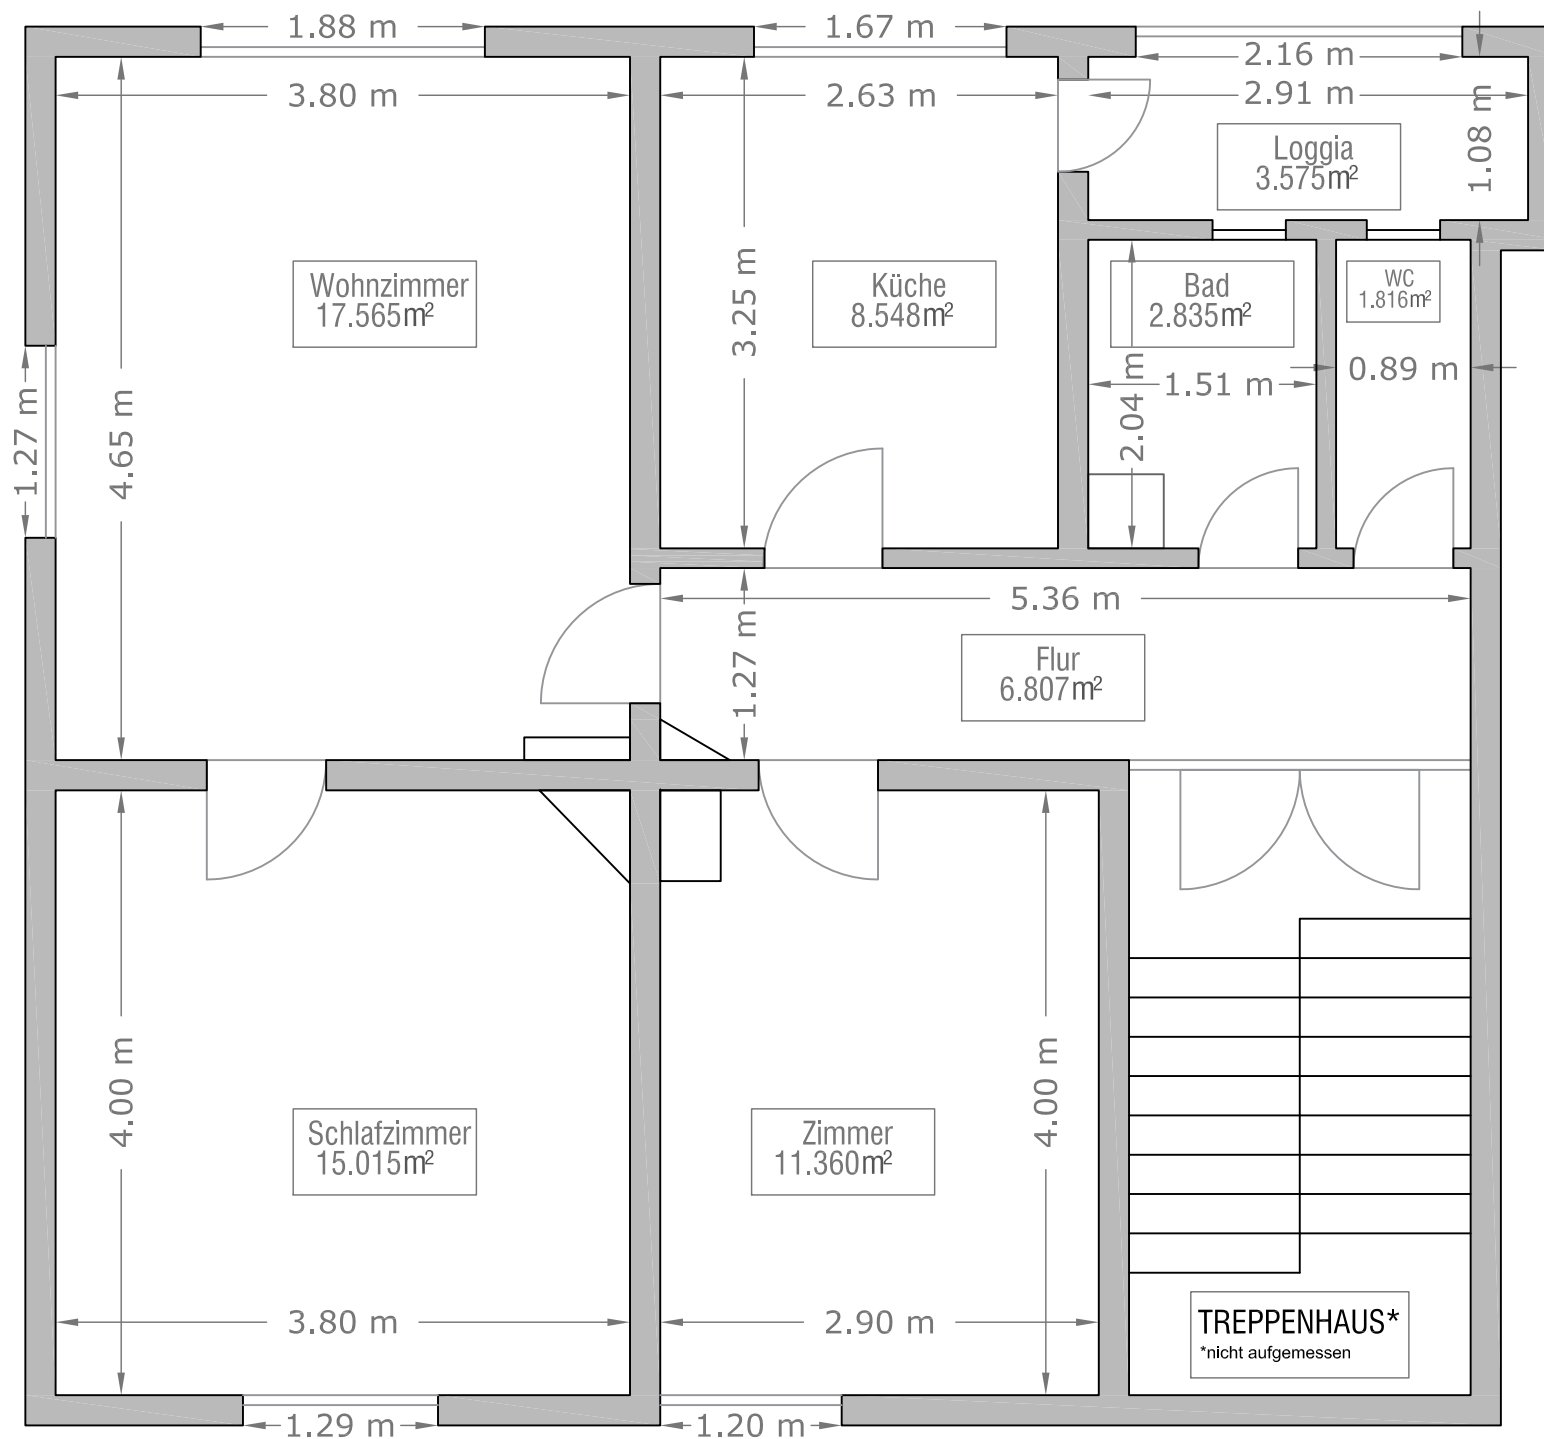 1.88 m
1.67 m
2.16 m
3.80 m
2.63 m
2.91 m
1.08 m
Loggia
3.575m²
Wohnzimmer
17.565m²
Küche
8.548m²
Bad
2.835m²
WC
1.816m²
3.25 m
0.89 m
1.51 m
2.04 m
1.27 m
4.65 m
5.36 m
1.27 m
Flur
6.807m²
4.00 m
4.00 m
Schlafzimmer
15.015m²
Zimmer
11.360m²
3.80 m
2.90 m
TREPPENHAUS*
*nicht aufgemessen
1.29 m
1.20 m